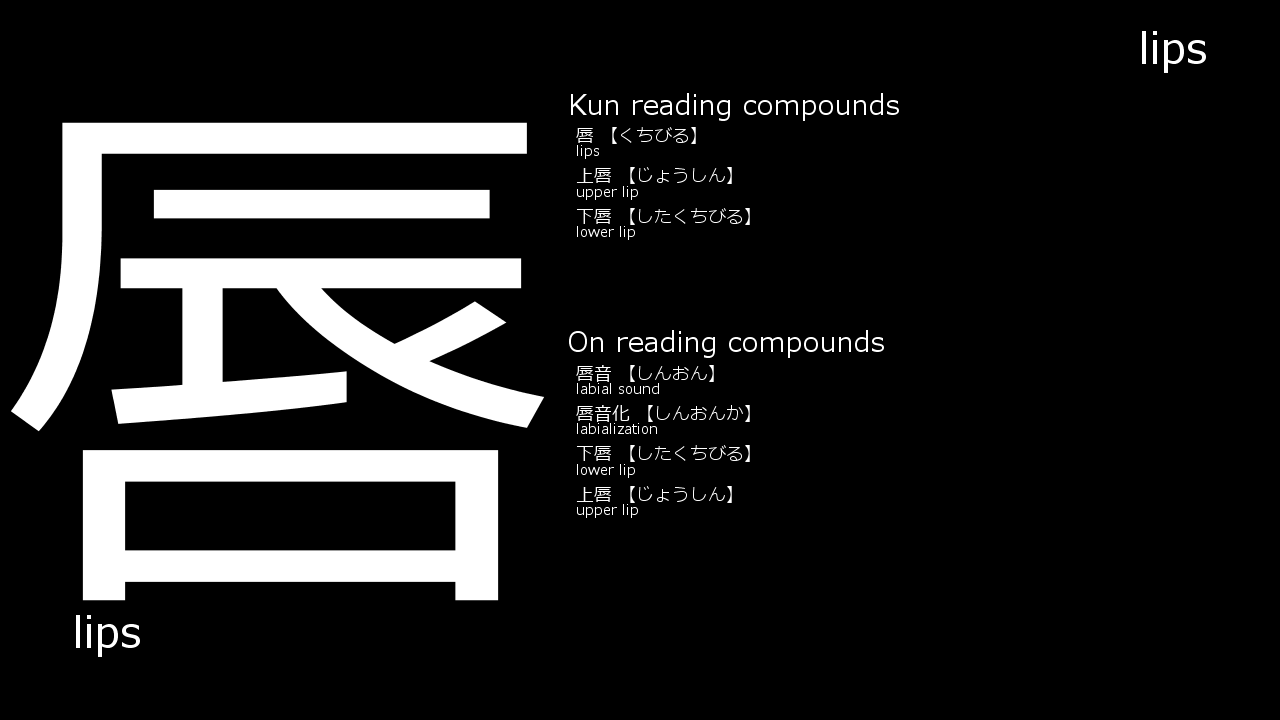 lips
唇
lips
Kun reading compounds
唇 【くちびる】
lips
上唇 【じょうしん】
upper lip
下唇 【したくちびる】
lower lip
On reading compounds
唇音 【しんおん】
labial sound
唇音化 【しんおんか】
labialization
下唇 【したくちびる】
lower lip
上唇 【じょうしん】
upper lip